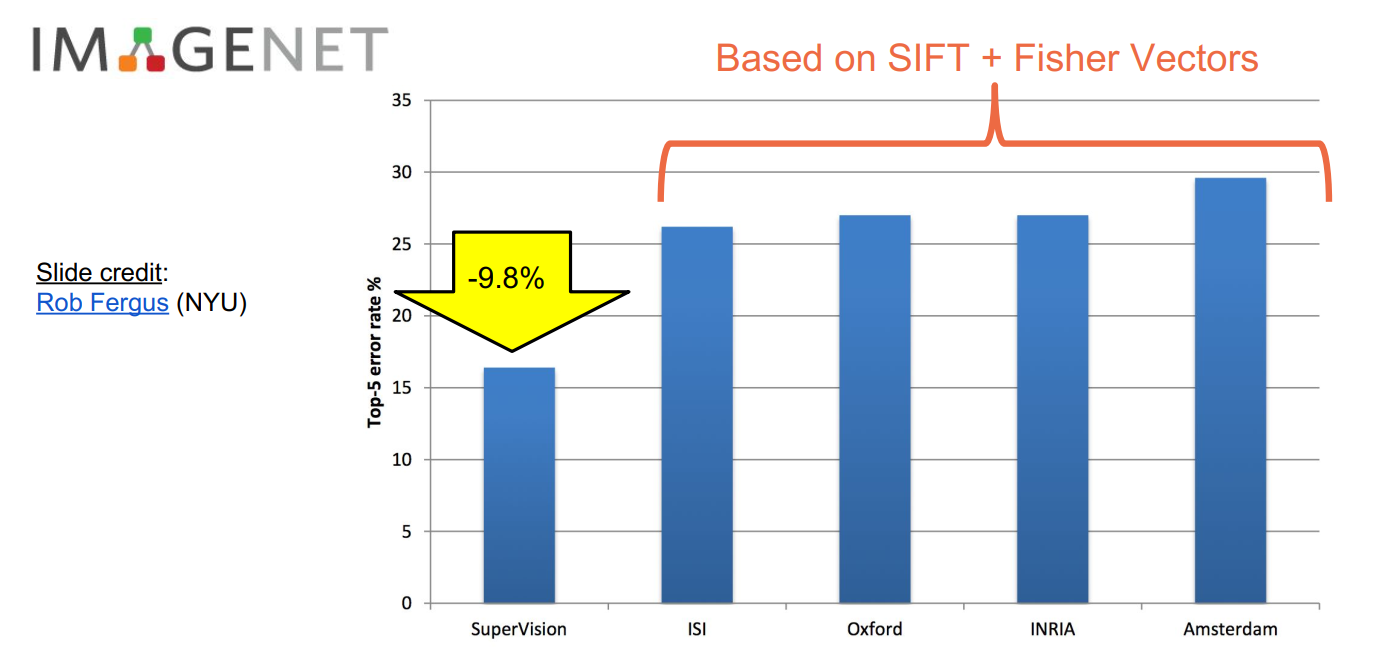 IMAGENET
Based on SIFT + Fisher Vectors
35
30
25
20
15
10
5
0
Top-5 error rate %
-9.8%
Slide credit:
Rob Fergus (NYU)
SuperVision ISI Oxford INRIA Amsterdam